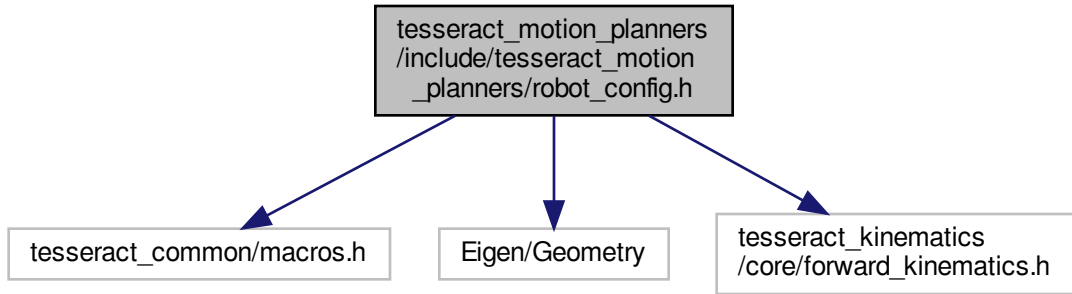 tesseract_motion_planners
/include/tesseract_motion
_planners/robot_config.h
tesseract_common/macros.h
Eigen/Geometry
tesseract_kinematics
/core/forward_kinematics.h